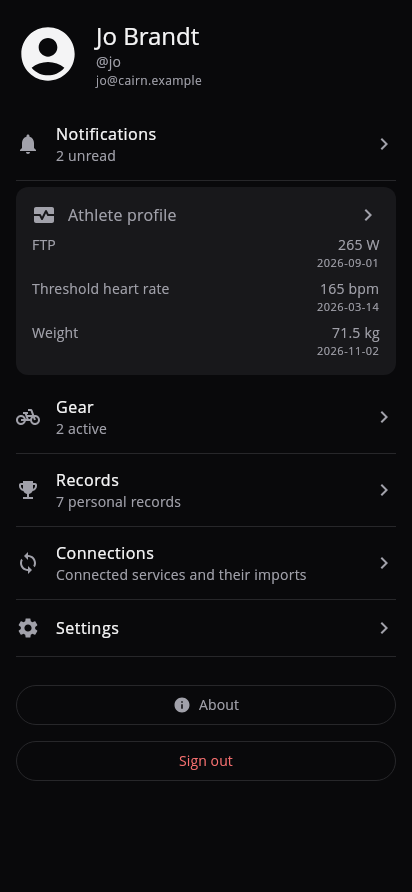 Jo Brandt
@jo
jo@cairn.example
Notifications
2 unread
Athlete profile
FTP
265 W
2026-09-01
Threshold heart rate
165 bpm
2026-03-14
Weight
71.5 kg
2026-11-02
Gear
2 active
Records
7 personal records
Connections
Connected services and their imports
Settings
About
Sign out